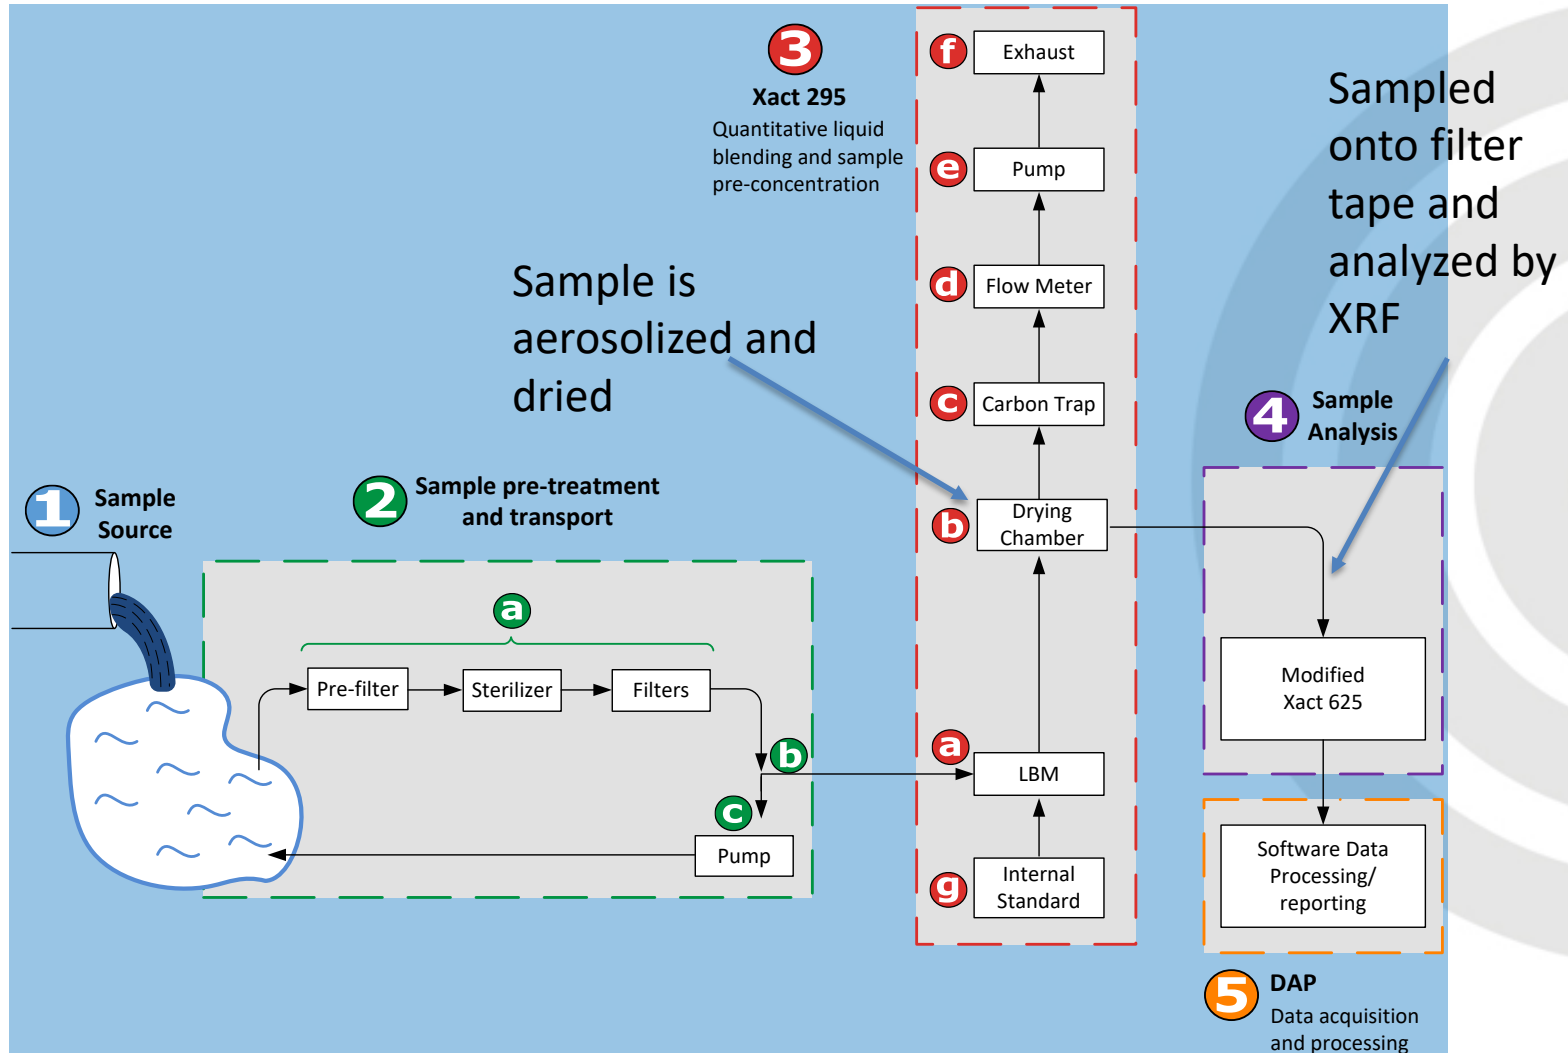 3
Xact 295
Quantitative liquid
blending and sample
pre-concentration
f
Exhaust
e
Pump
d
Flow Meter
c
Carbon Trap
b
Drying
Chamber
a
LBM
g
Internal
Standard
Sampled
onto filter
tape and
analyzed by
XRF
Sample is
aerosolized and
dried
4
Sample
Analysis
1
Sample
Source
2
Sample pre-treatment
and transport
a
Pre-filter
Sterilizer
Filters
b
c
Pump
Modified
Xact 625
Software Data
Processing/
reporting
5
DAP
Data acquisition
and processing